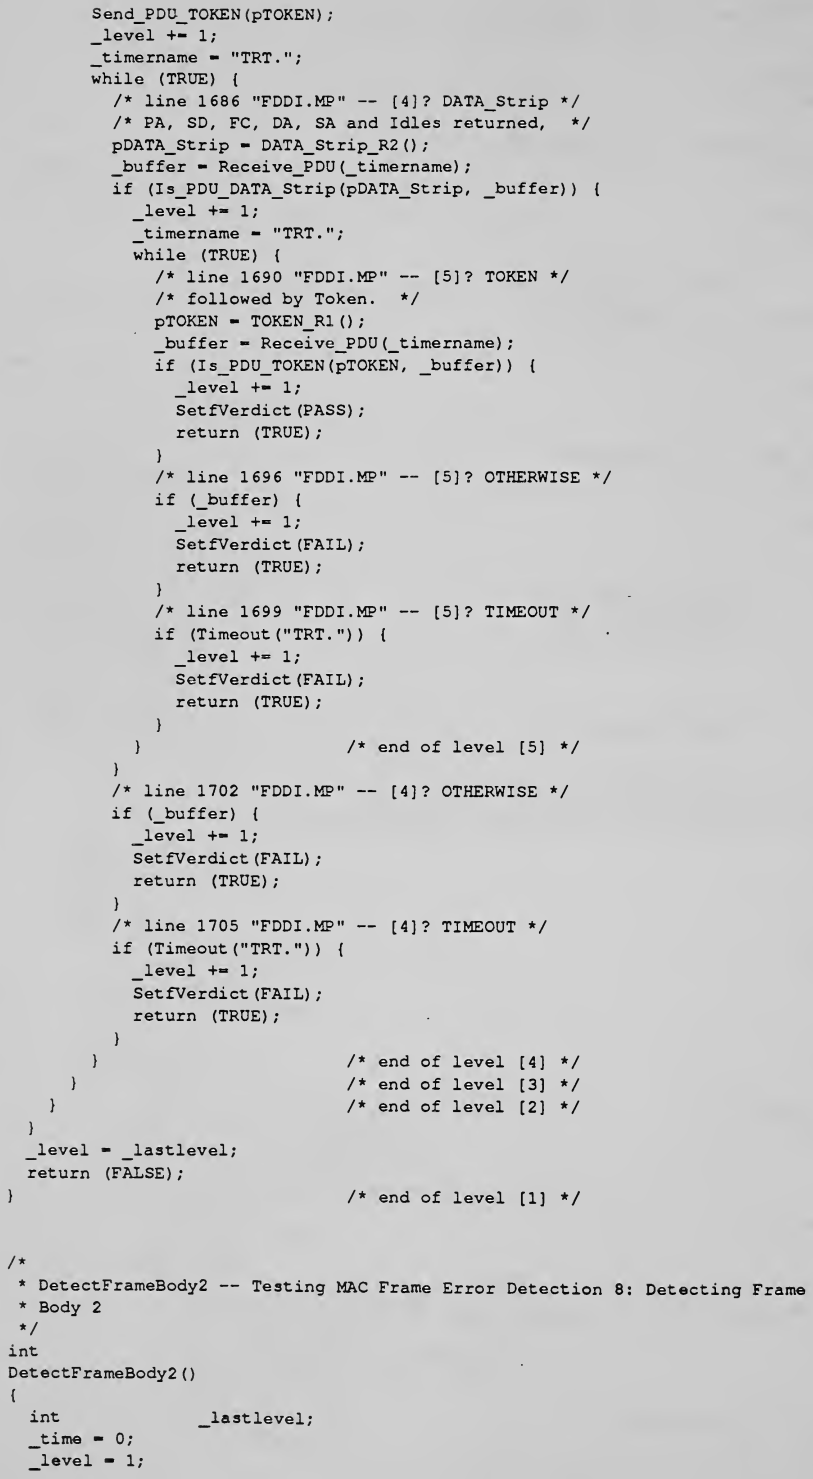 Send_PDU_TOKEN(pTOKEN);
_level += 1;
_timername = "TRT.";
while (TRUE) {
/* line 1686 "FDDI.MP" -- [4]? DATA_Strip */
/* PA, SD, FC, DA, SA and Idles returned, */
pDATA_Strip = DATA_Strip_R2();
_buffer = Receive_PDU(_timername);
if (Is_PDU_DATA_Strip(pDATA_Strip, _buffer)) {
_level += 1;
_timername = "TRT.";
while (TRUE) {
/* line 1690 "FDDI.MP" -- [5]? TOKEN */
/* followed by Token. */
pTOKEN = TOKEN_R1();
_buffer = Receive_PDU(_timername);
if (Is_PDU_TOKEN(pTOKEN, _buffer)) {
_level += 1;
SetfVerdict(PASS);
return (TRUE);
}
/* line 1696 "FDDI.MP" -- [5]? OTHERWISE */
if (_buffer) {
_level += 1;
SetfVerdict(FAIL);
return (TRUE);
}
/* line 1699 "FDDI.MP" -- [5]? TIMEOUT */
if (Timeout("TRT.")) {
_level += 1;
SetfVerdict(FAIL);
return (TRUE);
}
} /* end of level [5] */
}
/* line 1702 "FDDI.MP" -- [4]? OTHERWISE */
if (_buffer) {
_level += 1;
SetfVerdict(FAIL);
return (TRUE);
}
/* line 1705 "FDDI.MP" -- [4]? TIMEOUT */
if (Timeout("TRT.")) {
_level += 1;
SetfVerdict(FAIL);
return (TRUE);
}
} /* end of level [4] */
} /* end of level [3] */
} /* end of level [2] */
}
_level = _lastlevel;
return (FALSE);
} /* end of level [1] */
/*
* DetectFrameBody2 -- Testing MAC Frame Error Detection 8: Detecting Frame
* Body 2
*/
int
DetectFrameBody2()
{
int _lastlevel;
_time = 0;
_level = 1;